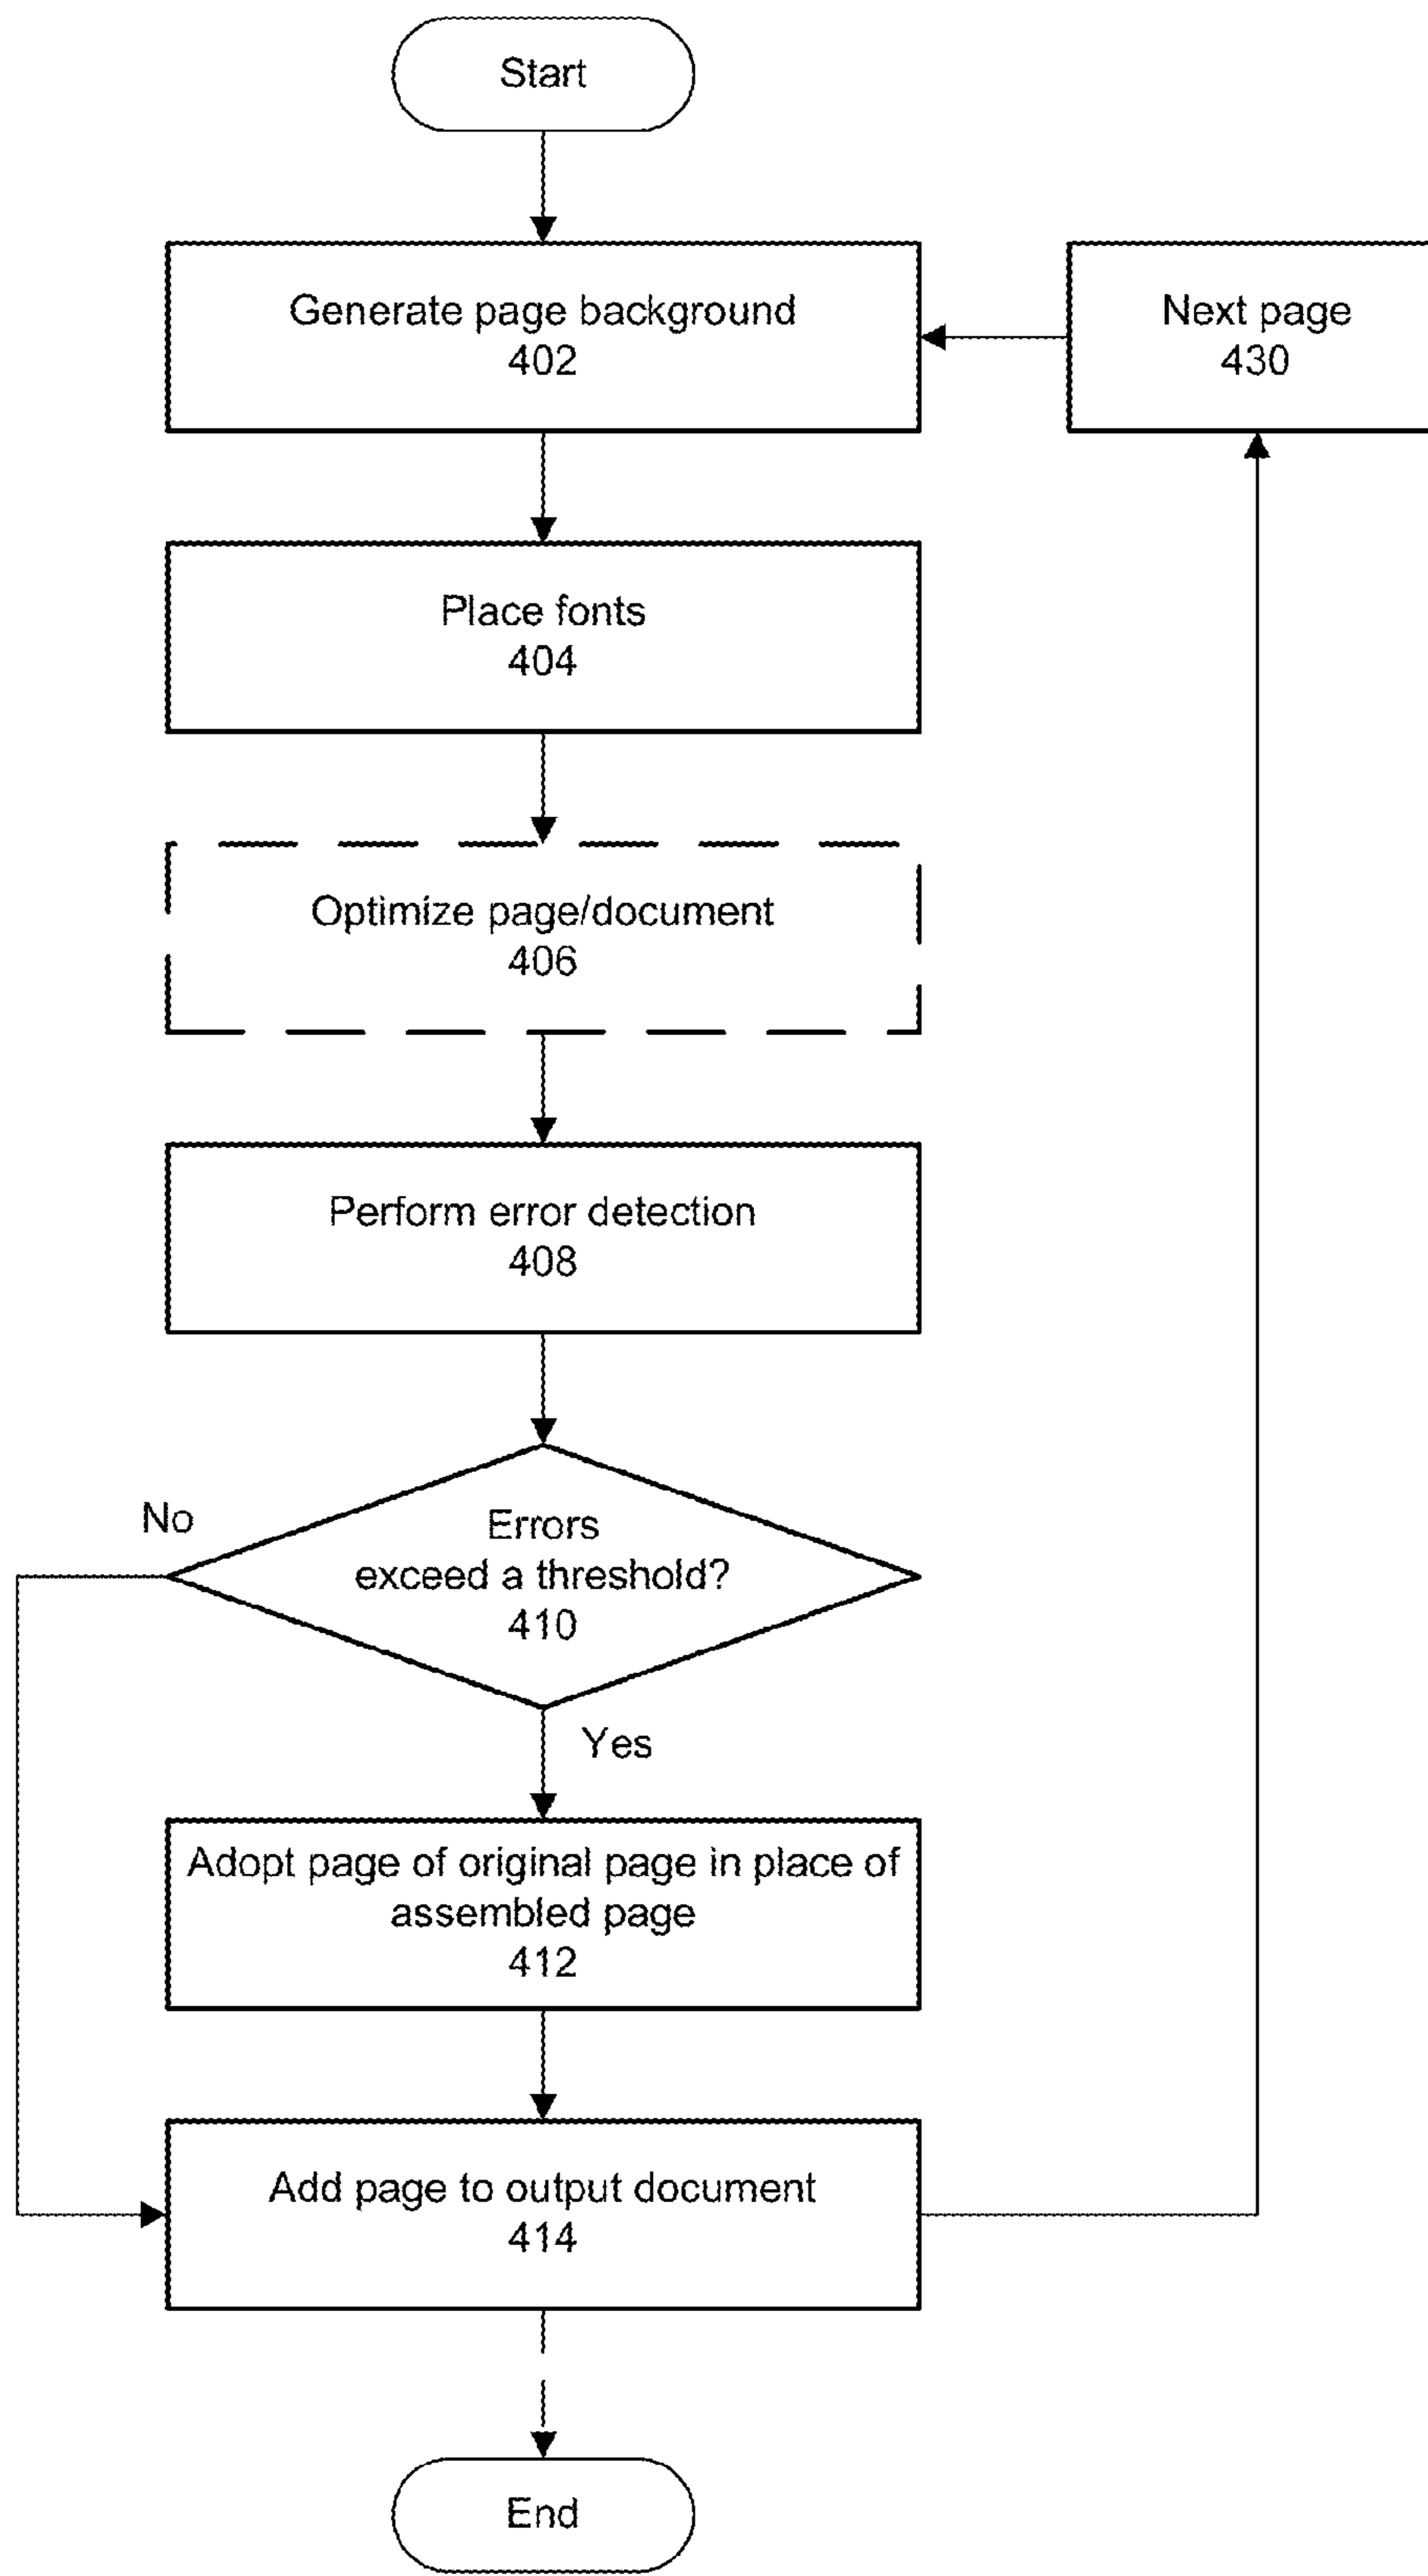 Start
Generate page background
402
Next page
430
Place fonts
404
Optimize page/document
406
Perform error detection
408
No
Errors
exceed a threshold?
410
Yes
Adopt page of original page in place of
assembled page
412
Add page to output document
414
End